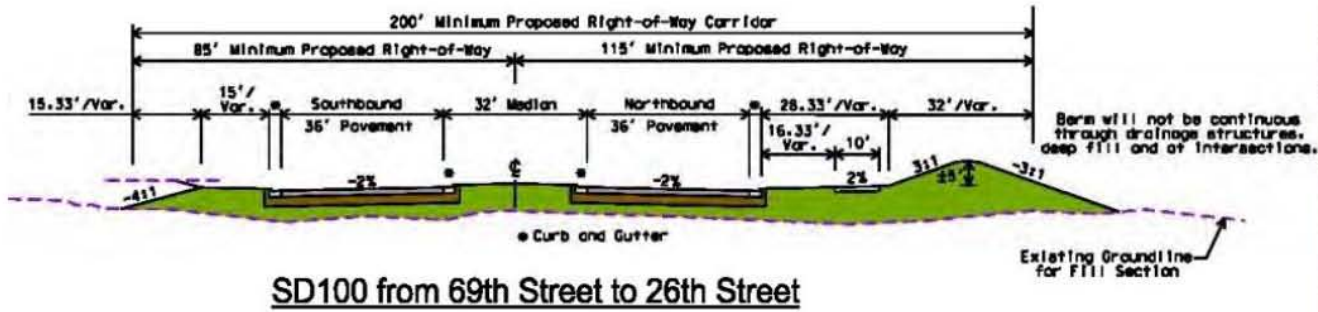 200' Minimum Proposed Right-of-Way Corridor
85' Minimum Proposed Right-of-Way
115' Minimum Proposed Right-of-Way
15.33'/Var.
15'/
Var.
Southbound
36' Pavement
32' Median
Northbound
36' Pavement
28.33'/Var.
16.33'/
Var.
10'
32'/Var.
Berm will not be continuous
through drainage structures,
deep fill and at intersections.
-4:1
-2%
℄
-2%
2%
3:1
±5'
-3:1
● Curb and Gutter
Existing Groundline
for Fill Section
SD100 from 69th Street to 26th Street